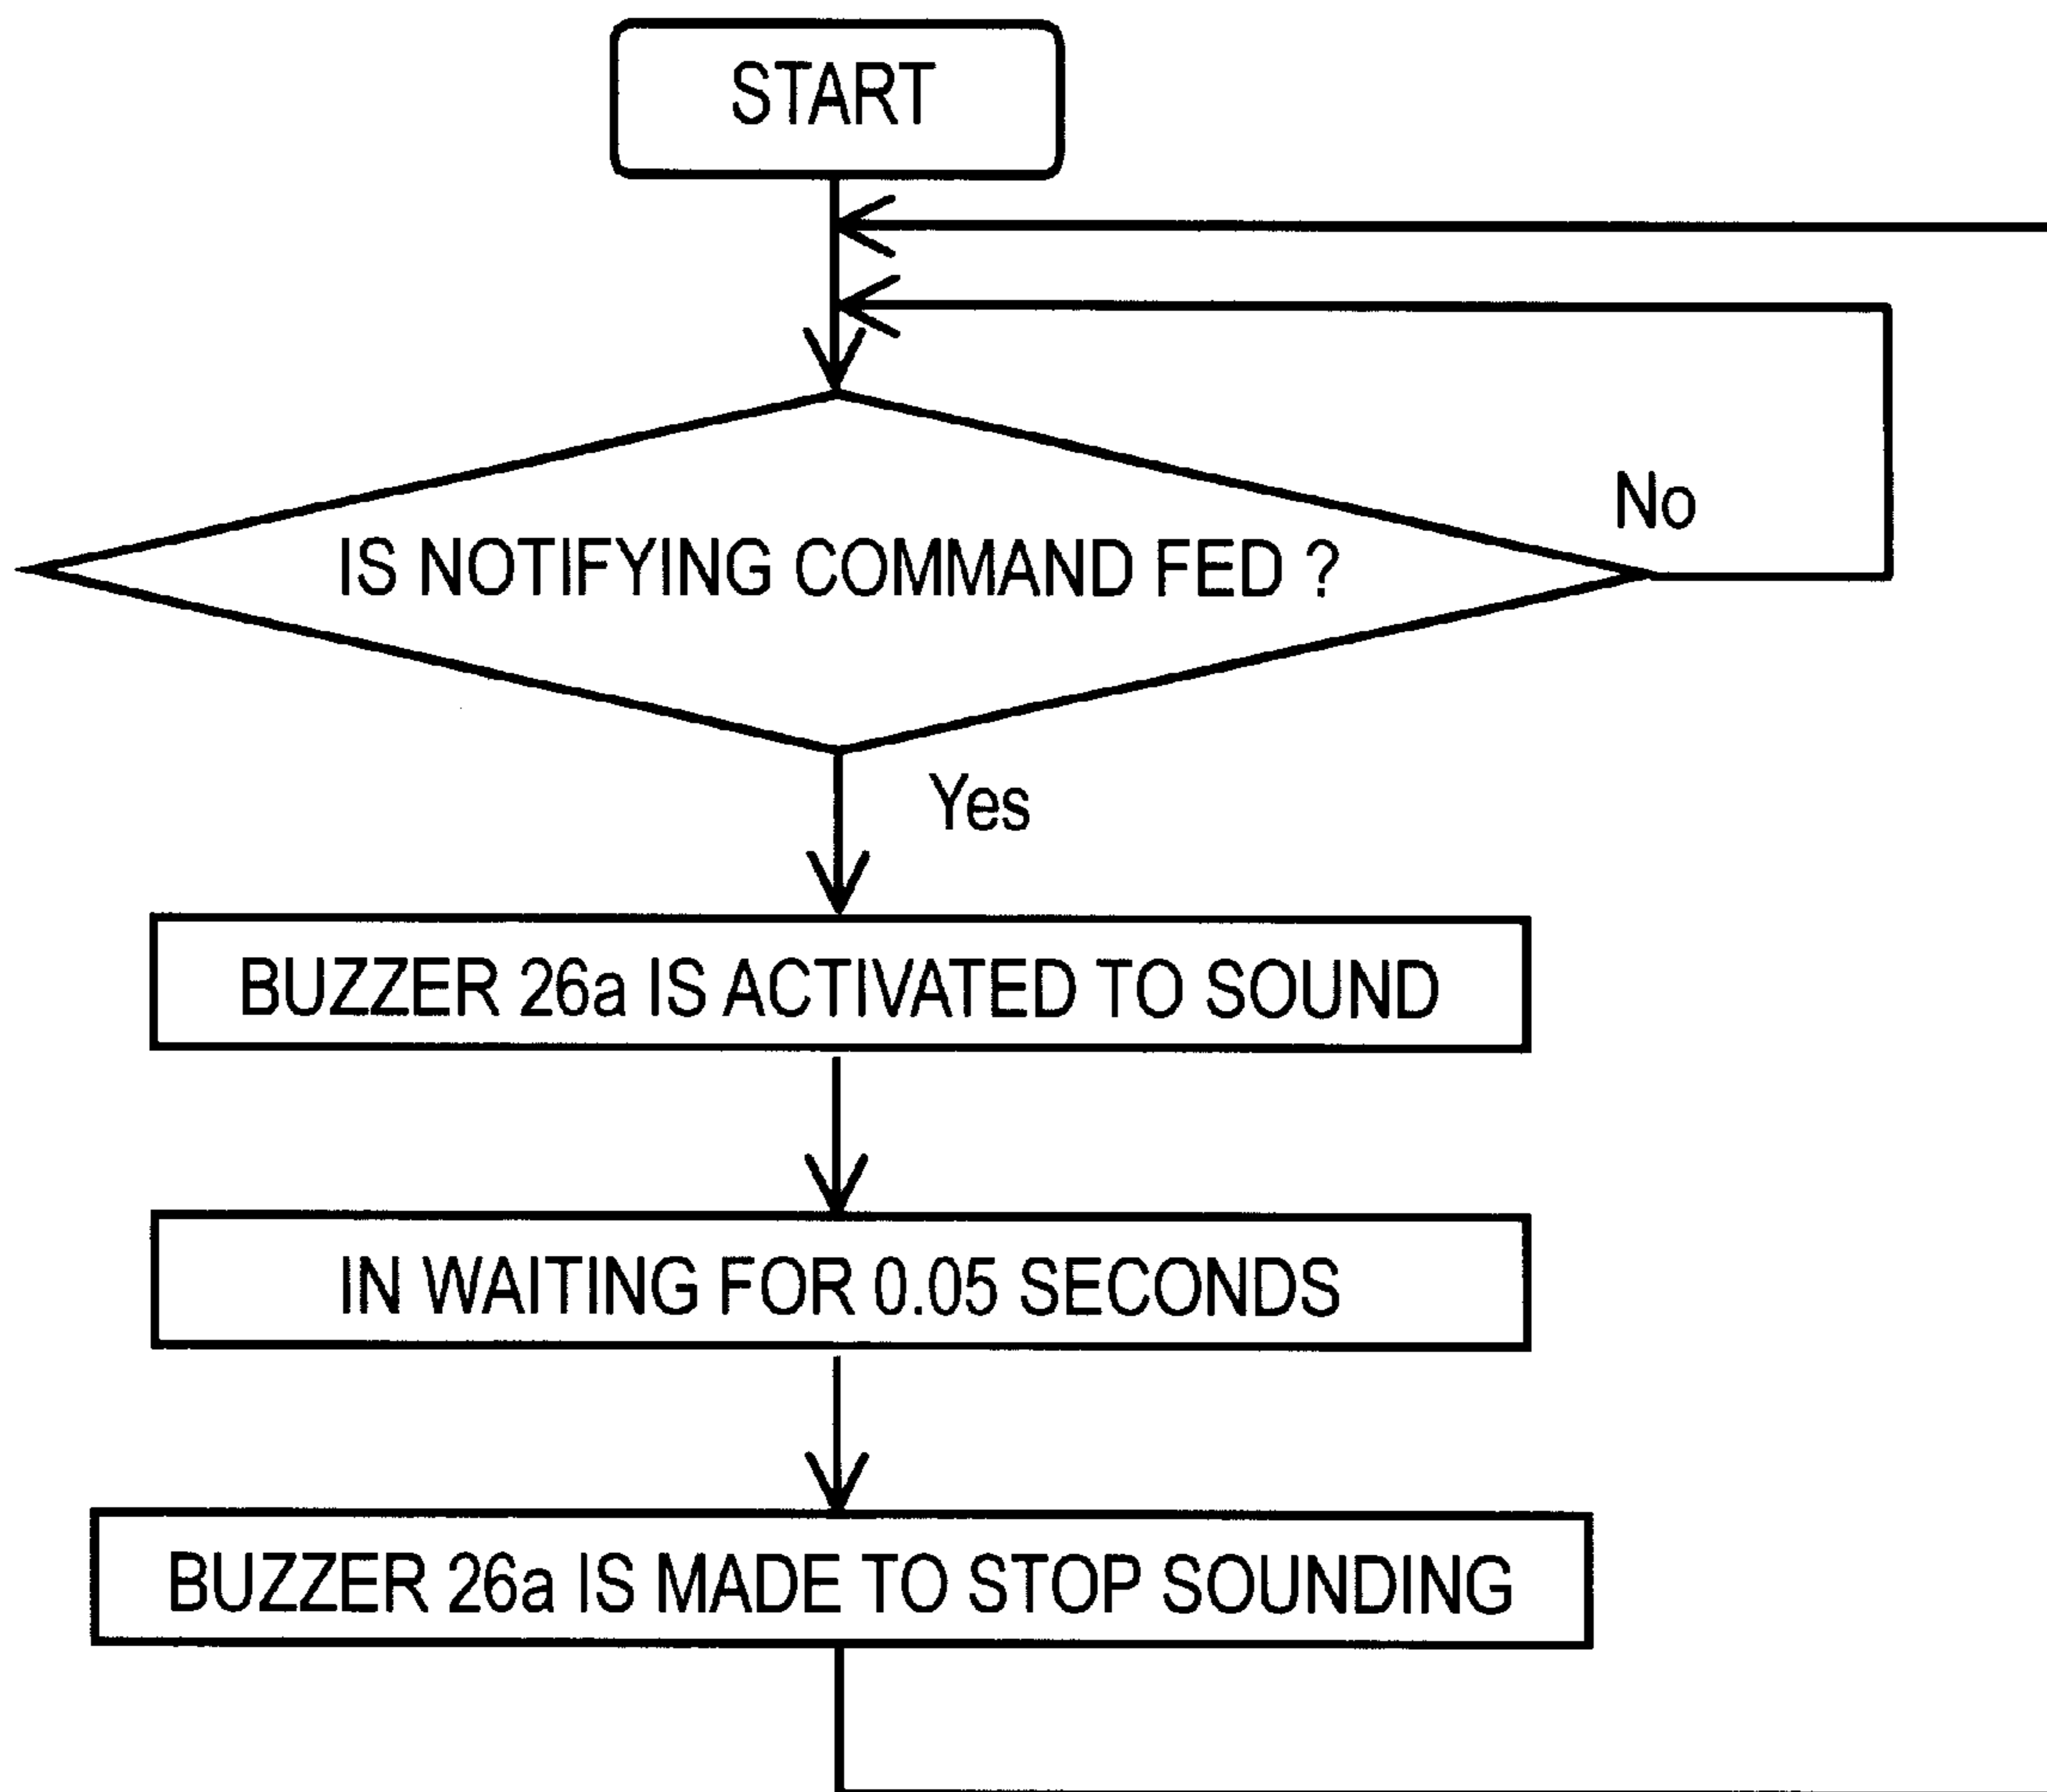 START
IS NOTIFYING COMMAND FED ?
No
Yes
BUZZER 26a IS ACTIVATED TO SOUND
IN WAITING FOR 0.05 SECONDS
BUZZER 26a IS MADE TO STOP SOUNDING